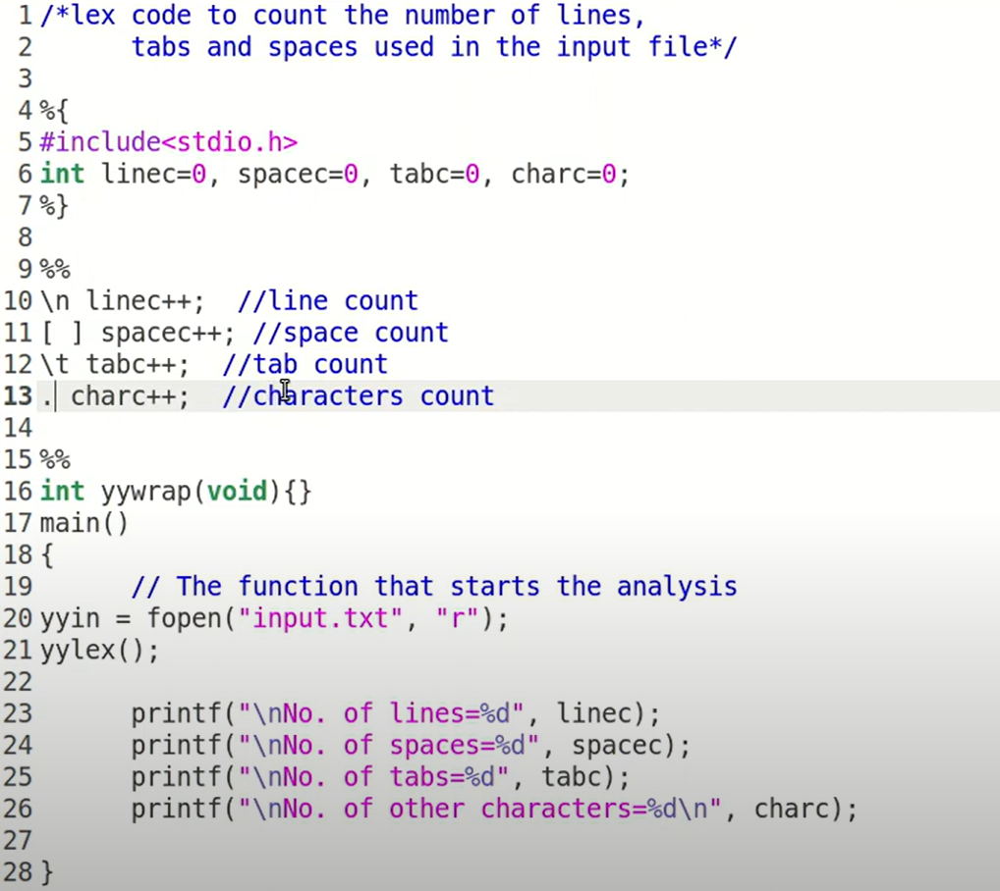 1 /*lex code to count the number of lines,
2       tabs and spaces used in the input file*/
3
4 %{
5 #include<stdio.h>
6 int linec=0, spacec=0, tabc=0, charc=0;
7 %}
8
9 %%
10 \n linec++;  //line count
11 [ ] spacec++; //space count
12 \t tabc++;  //tab count
13 . charc++;  //characters count
14
15 %%
16 int yywrap(void){}
17 main()
18 {
19       // The function that starts the analysis
20 yyin = fopen("input.txt", "r");
21 yylex();
22
23       printf("\nNo. of lines=%d", linec);
24       printf("\nNo. of spaces=%d", spacec);
25       printf("\nNo. of tabs=%d", tabc);
26       printf("\nNo. of other characters=%d\n", charc);
27
28 }